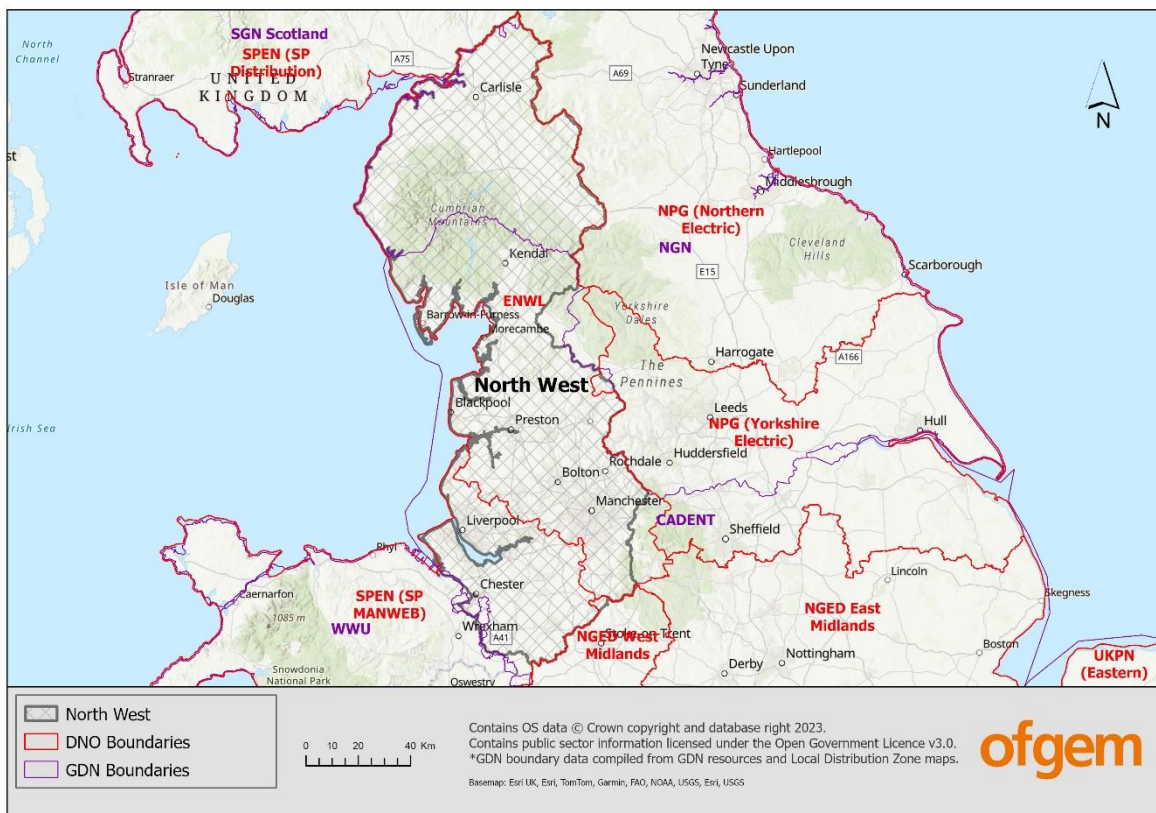 North
Channel
SGN Scotland
SPEN (SP
Distribution)
A75
Stranraer
UNITED
KINGDOM
Carlisle
A69
Newcastle Upon
Tyne
Sunderland
N
Hartlepool
Middlesbrough
Cumbrian
Mountains
NPG (Northern
Electric)
NGN
Cleveland
Hills
Kendal
E15
Scarborough
Isle of Man
Douglas
ENWL
Barrow-in-Furness
Morecambe
Yorkshire
Dales
Harrogate
A166
The
Pennines
North West
Blackpool
Preston
Leeds
NPG (Yorkshire
Electric)
Hull
Irish Sea
Rochdale
Huddersfield
Bolton
Manchester
CADENT
Liverpool
Sheffield
Phyl
Chester
Lincoln
Caernarfon
SPEN (SP
MANWEB)
WWU
1085 m
Wrexham
A41
NGED West
Midlands
Stoke-on-Trent
NGED East
Midlands
Skegness
Snowdonia
National Park
Oswestry
Derby
Nottingham
Boston
UKPN
(Eastern)
North West
DNO Boundaries
GDN Boundaries
0 10 20 40 Km
Contains OS data © Crown copyright and database right 2023.
Contains public sector information licensed under the Open Government Licence v3.0.
*GDN boundary data compiled from GDN resources and Local Distribution Zone maps.
Basemap: Esri UK, Esri, TomTom, Garmin, FAO, NOAA, USGS, Esri, USGS
ofgem